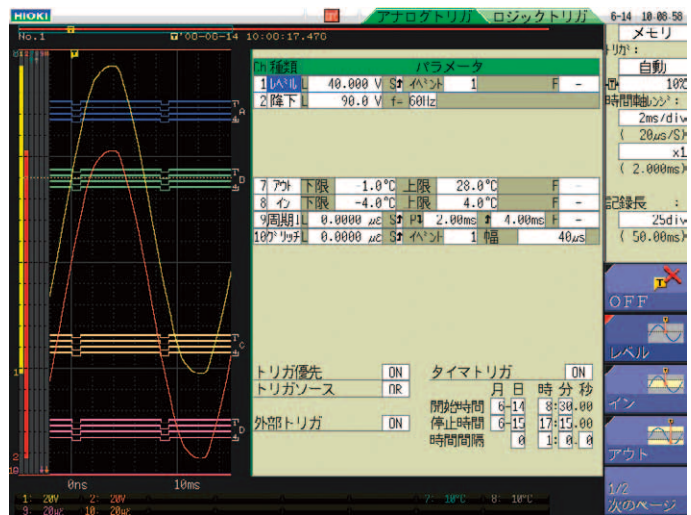 HIOKI
アナログトリガ ロジックトリガ
6-14 10:08:58
No.1
'08-06-14 10:00:17.470
Ch 種類 パラメータ
1 レベル L 40.000 V S イベント 1 F -
2 降下 L 90.0 V f= 60Hz
7 アウト 下限 -1.0℃ 上限 28.0℃ F -
8 イン 下限 -4.0℃ 上限 4.0℃ F -
9 周期 L 0.0000 με S 2.00ms 4.00ms F -
10 グリッチ L 0.0000 με S イベント 1 幅 40μs
トリガ優先 ON
トリガソース OR
外部トリガ ON
タイマトリガ ON
月 日 時 分 秒
開始時間 6-14 8:30.00
停止時間 6-15 17:15.00
時間間隔 0 1: 0. 0
メモリ
トリガ:
自動
10%
時間軸レンジ:
2ms/div
( 20μs/S)
x1
( 2.000ms)
記録長 :
25div
( 50.00ms)
OFF
レベル
イン
アウト
1/2
次のページ
A
D
C
D
1
2
0ns 10ms
1: 20V 2: 20V 7: 10℃ 8: 10℃
9: 20με 10: 20με